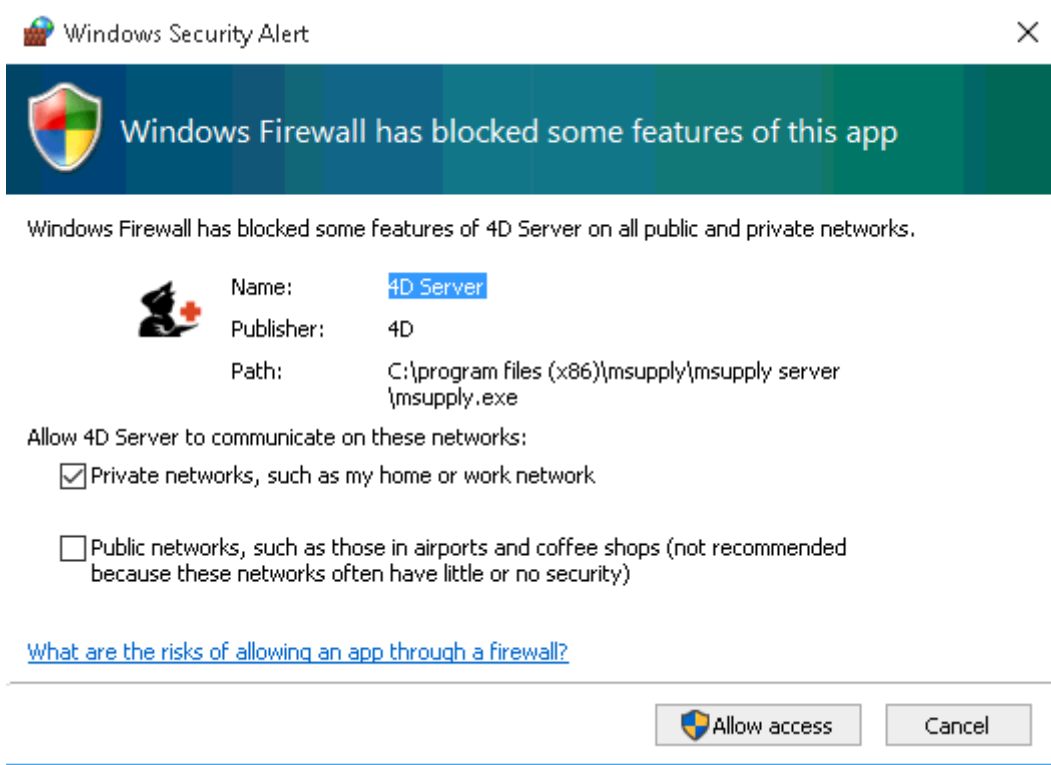 Windows Security Alert
Windows Firewall has blocked some features of this app
Windows Firewall has blocked some features of 4D Server on all public and private networks.
Name: 4D Server
Publisher: 4D
Path: C:\program files (x86)\msupply\msupply server
\msupply.exe
Allow 4D Server to communicate on these networks:
Private networks, such as my home or work network
Public networks, such as those in airports and coffee shops (not recommended
because these networks often have little or no security)
What are the risks of allowing an app through a firewall?
Allow access Cancel